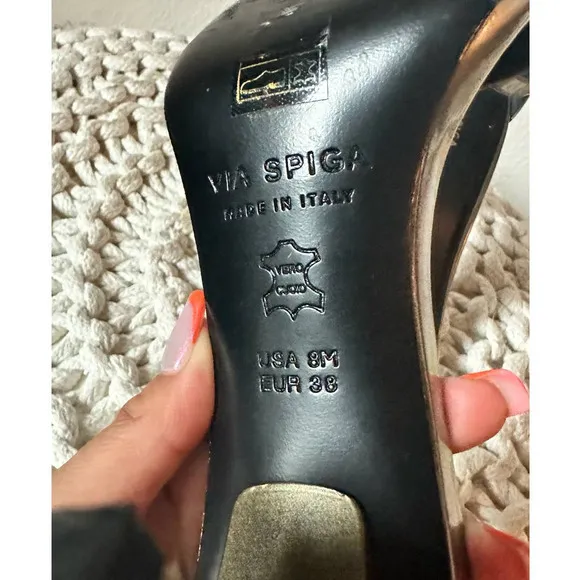 VIA SPIGA
MADE IN ITALY
VERO
CUOIO
USA 8M
EUR 38